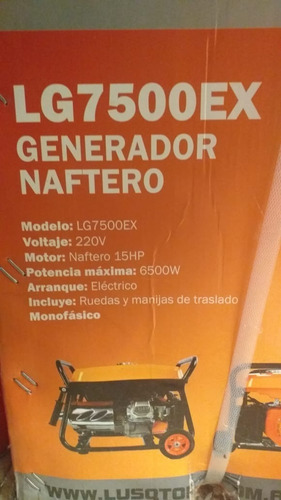 LG7500EX
GENERADOR
NAFTERO
Modelo: LG7500EX
Voltaje: 220V
Motor: Naftero 15HP
Potencia máxima: 6500W
Arranque: Eléctrico
Incluye: Ruedas y manijas de traslado
Monofásico